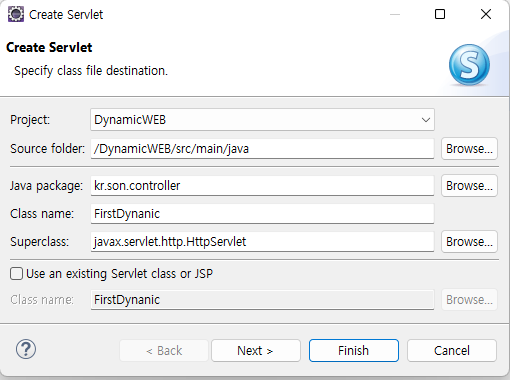 Create Servlet
Create Servlet
Specify class file destination.
Project: DynamicWEB
Source folder: /DynamicWEB/src/main/java Browse...
Java package: kr.son.controller Browse...
Class name: FirstDynanic
Superclass: javax.servlet.http.HttpServlet Browse...
Use an existing Servlet class or JSP
Class name: FirstDynanic Browse...
? < Back Next > Finish Cancel